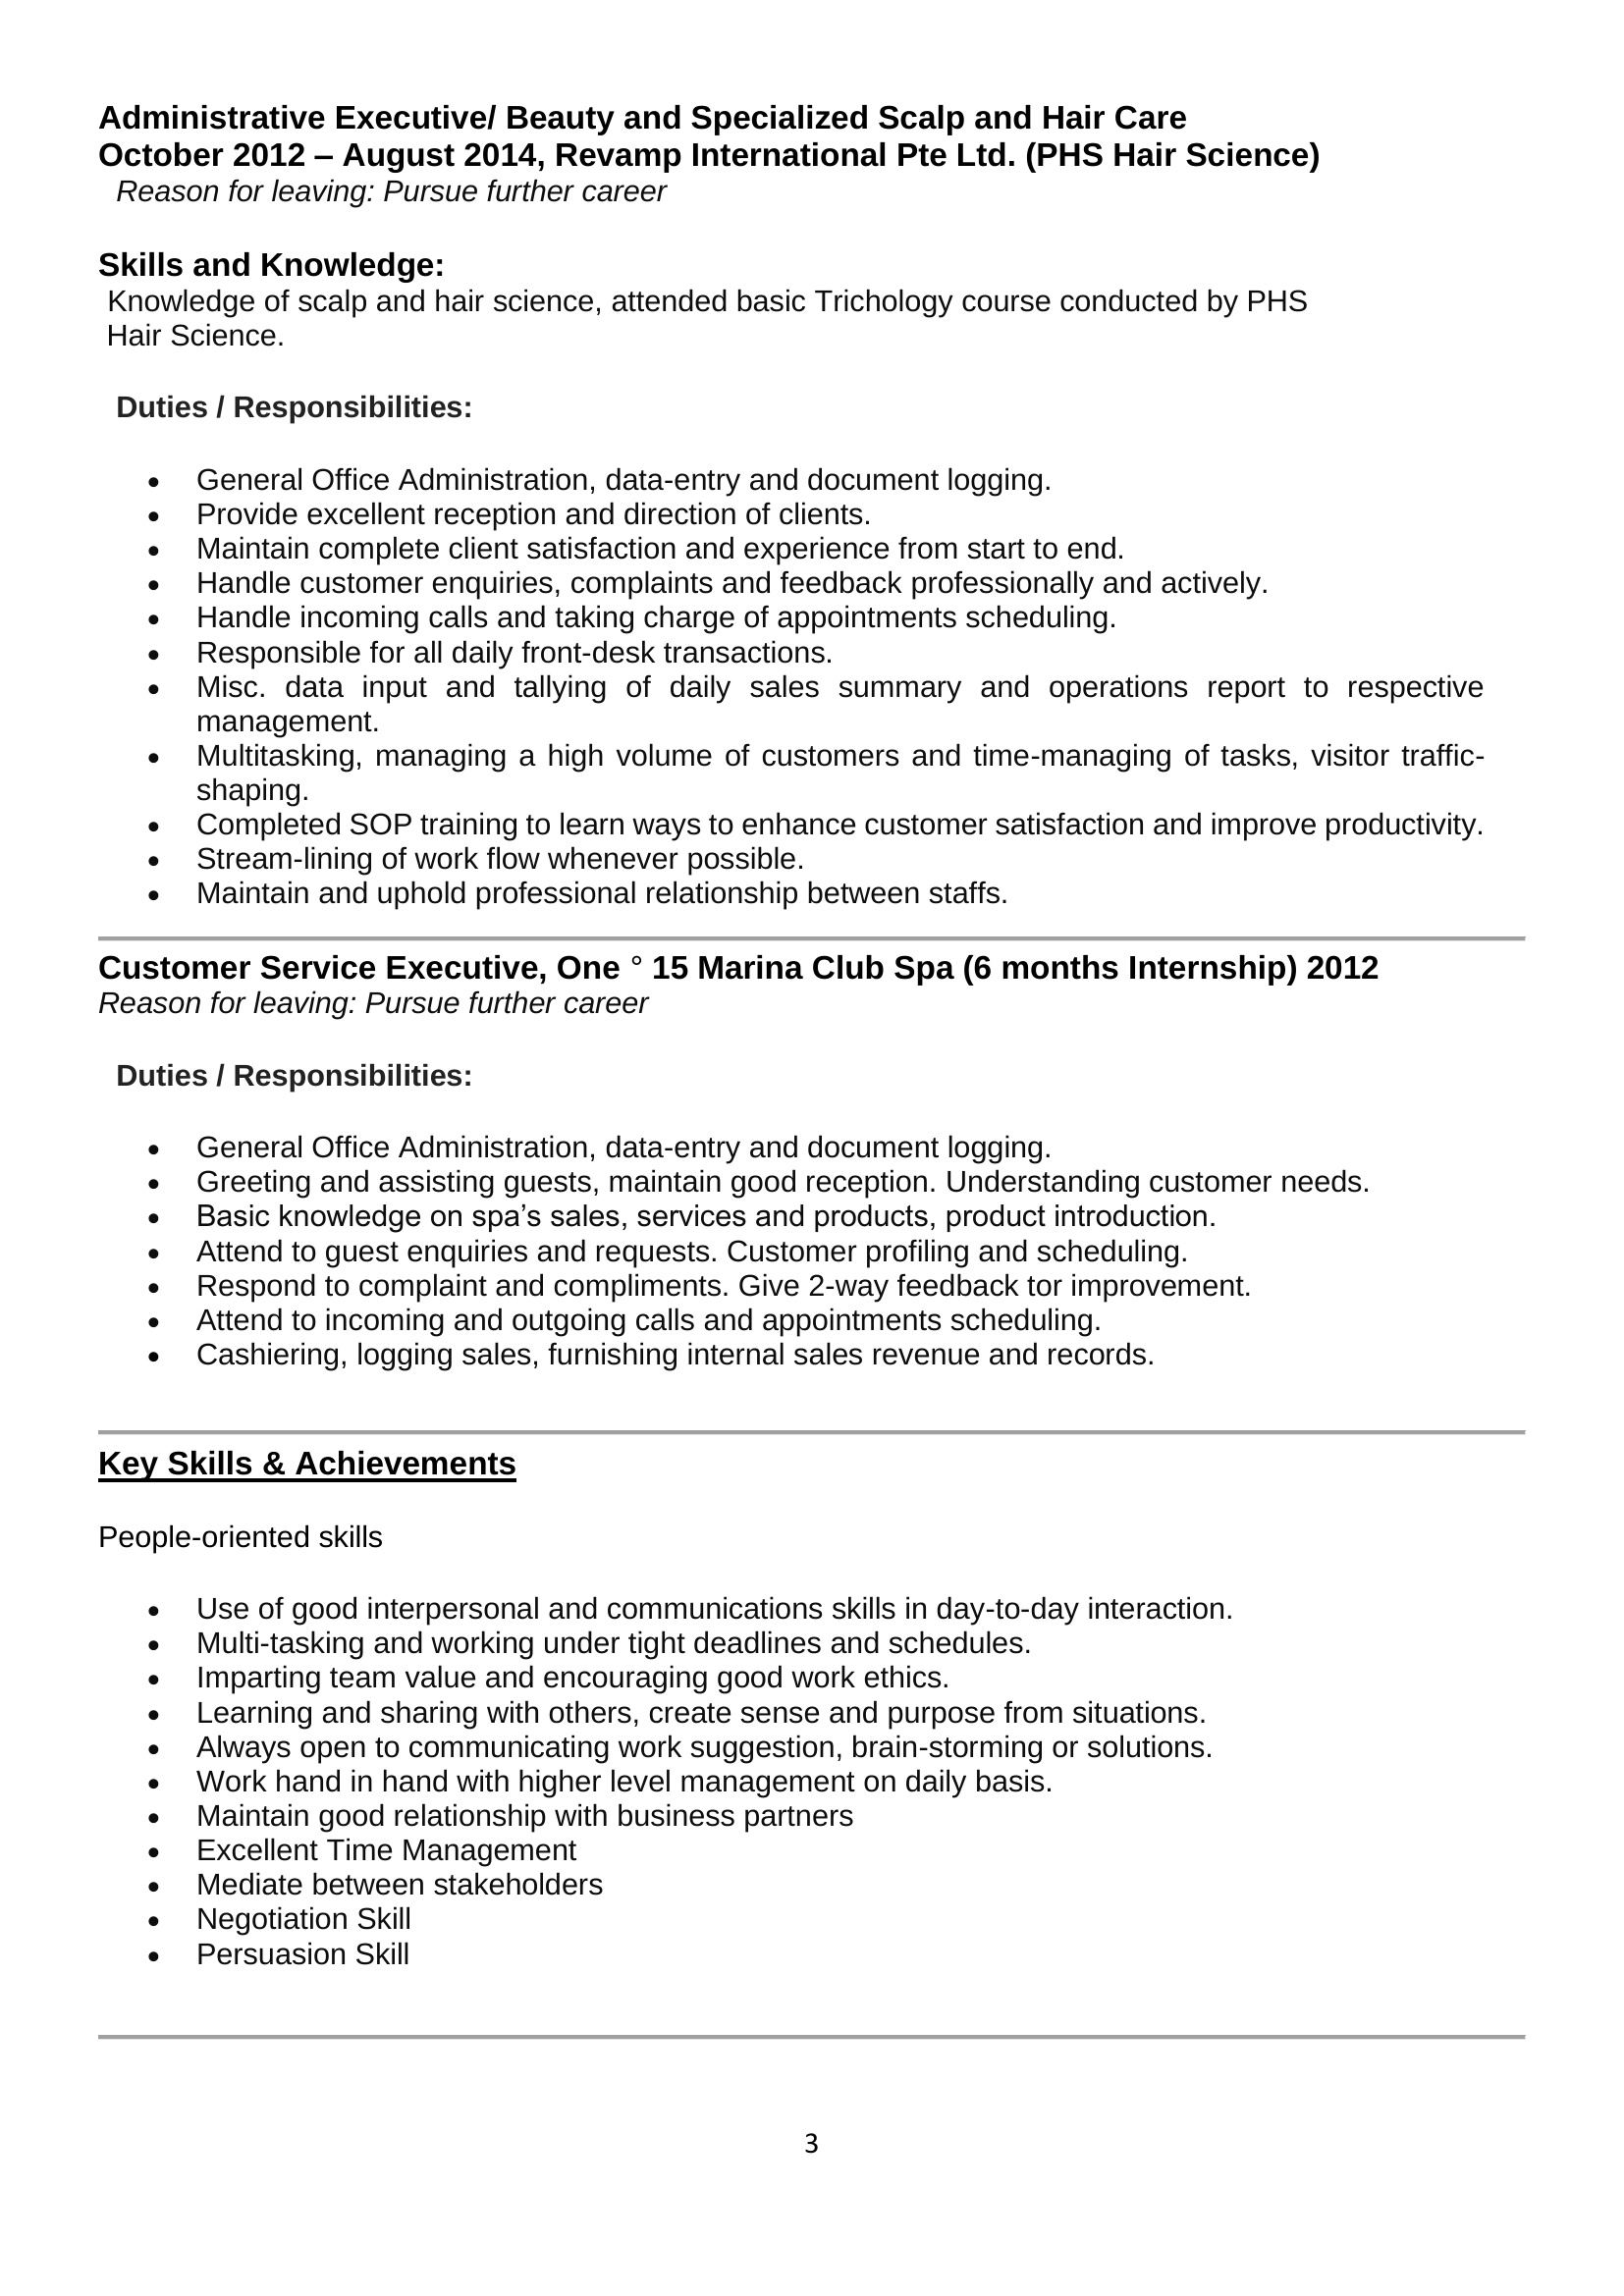 Administrative Executive/ Beauty and Specialized Scalp and Hair Care
October 2012 – August 2014, Revamp International Pte Ltd. (PHS Hair Science)
Reason for leaving: Pursue further career
Skills and Knowledge:
Knowledge of scalp and hair science, attended basic Trichology course conducted by PHS
Hair Science.
Duties / Responsibilities:
• General Office Administration, data-entry and document logging.
• Provide excellent reception and direction of clients.
• Maintain complete client satisfaction and experience from start to end.
• Handle customer enquiries, complaints and feedback professionally and actively.
• Handle incoming calls and taking charge of appointments scheduling.
• Responsible for all daily front-desk transactions.
• Misc. data input and tallying of daily sales summary and operations report to respective
management.
• Multitasking, managing a high volume of customers and time-managing of tasks, visitor traffic-
shaping.
• Completed SOP training to learn ways to enhance customer satisfaction and improve productivity.
• Stream-lining of work flow whenever possible.
• Maintain and uphold professional relationship between staffs.
Customer Service Executive, One ° 15 Marina Club Spa (6 months Internship) 2012
Reason for leaving: Pursue further career
Duties / Responsibilities:
• General Office Administration, data-entry and document logging.
• Greeting and assisting guests, maintain good reception. Understanding customer needs.
• Basic knowledge on spa’s sales, services and products, product introduction.
• Attend to guest enquiries and requests. Customer profiling and scheduling.
• Respond to complaint and compliments. Give 2-way feedback tor improvement.
• Attend to incoming and outgoing calls and appointments scheduling.
• Cashiering, logging sales, furnishing internal sales revenue and records.
Key Skills & Achievements
People-oriented skills
• Use of good interpersonal and communications skills in day-to-day interaction.
• Multi-tasking and working under tight deadlines and schedules.
• Imparting team value and encouraging good work ethics.
• Learning and sharing with others, create sense and purpose from situations.
• Always open to communicating work suggestion, brain-storming or solutions.
• Work hand in hand with higher level management on daily basis.
• Maintain good relationship with business partners
• Excellent Time Management
• Mediate between stakeholders
• Negotiation Skill
• Persuasion Skill
3